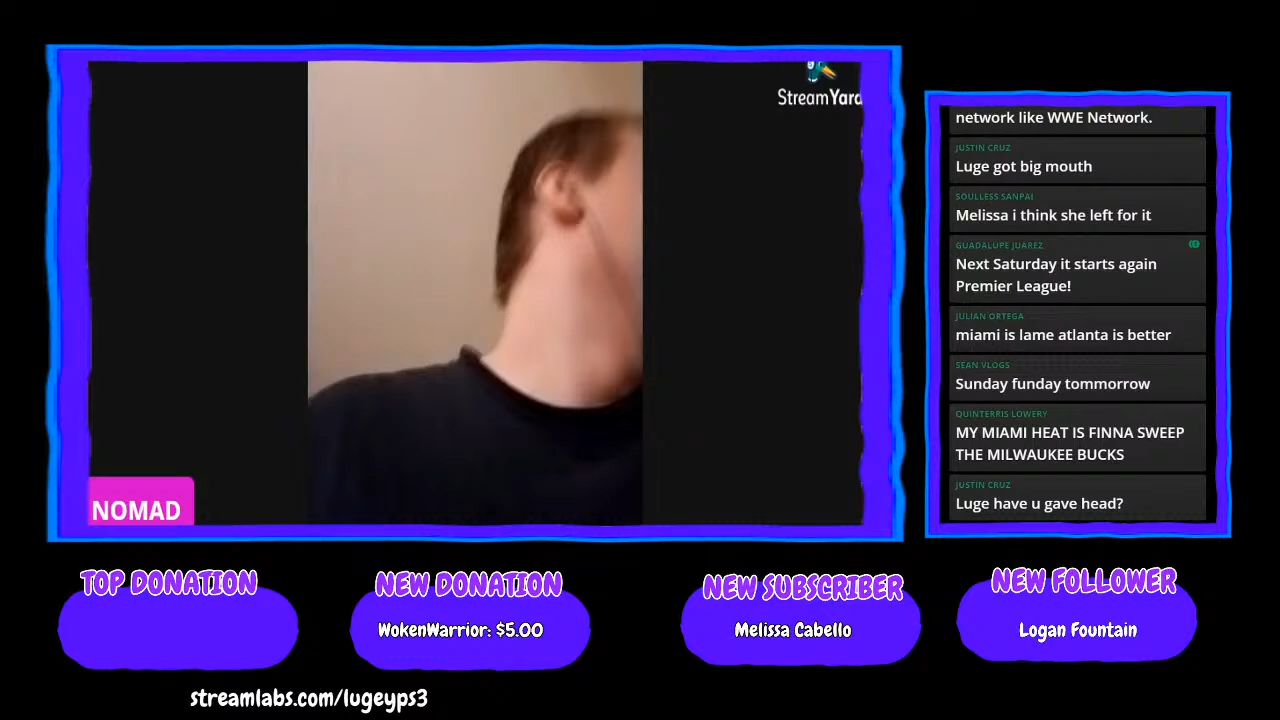 StreamYard
NOMAD
network like WWE Network.
JUSTIN CRUZ
Luge got big mouth
SOULLESS SANPAI
Melissa i think she left for it
GUADALUPE JUAREZ
Next Saturday it starts again
Premier League!
JULIAN ORTEGA
miami is lame atlanta is better
SEAN VLOGS
Sunday funday tommorrow
QUINTERRIS LOWERY
MY MIAMI HEAT IS FINNA SWEEP
THE MILWAUKEE BUCKS
JUSTIN CRUZ
Luge have u gave head?
TOP DONATION
NEW DONATION
WokenWarrior: $5.00
NEW SUBSCRIBER
Melissa Cabello
NEW FOLLOWER
Logan Fountain
streamlabs.com/lugeyps3